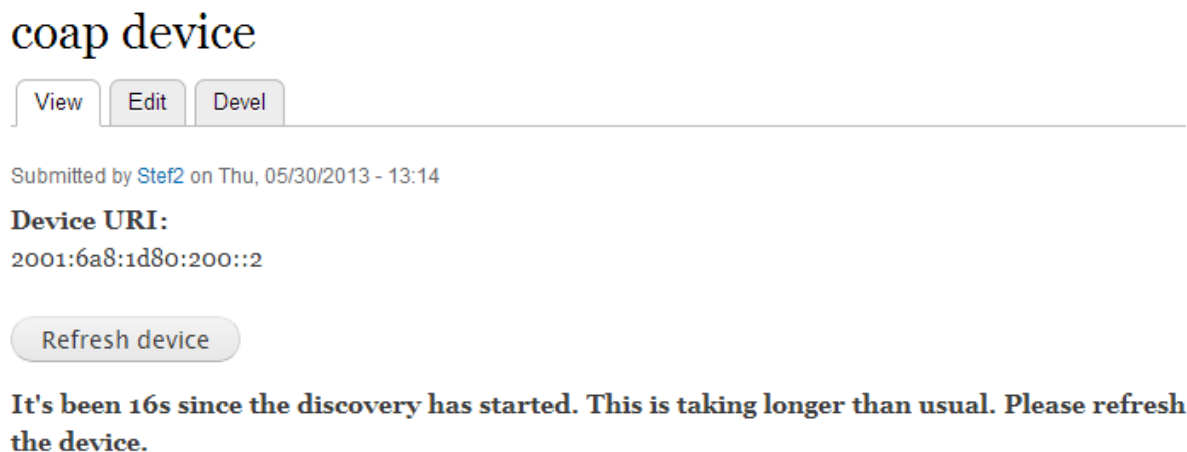 coap device
View Edit Devel
Submitted by Stef2 on Thu, 05/30/2013 - 13:14
Device URI:
2001:6a8:1d80:200::2
Refresh device
It's been 16s since the discovery has started. This is taking longer than usual. Please refresh
the device.